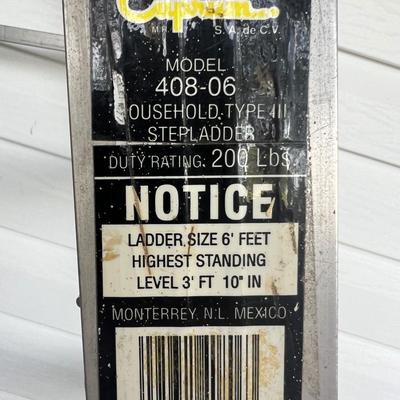 M.R. S.A. de C.V.
MODEL
408-06
OUSEHOLD TYPE III
STEPLADDER
DUTY RATING: 200 Lbs.
NOTICE
LADDER SIZE 6' FEET
HIGHEST STANDING
LEVEL 3' FT 10" IN
MONTERREY, N.L. MEXICO